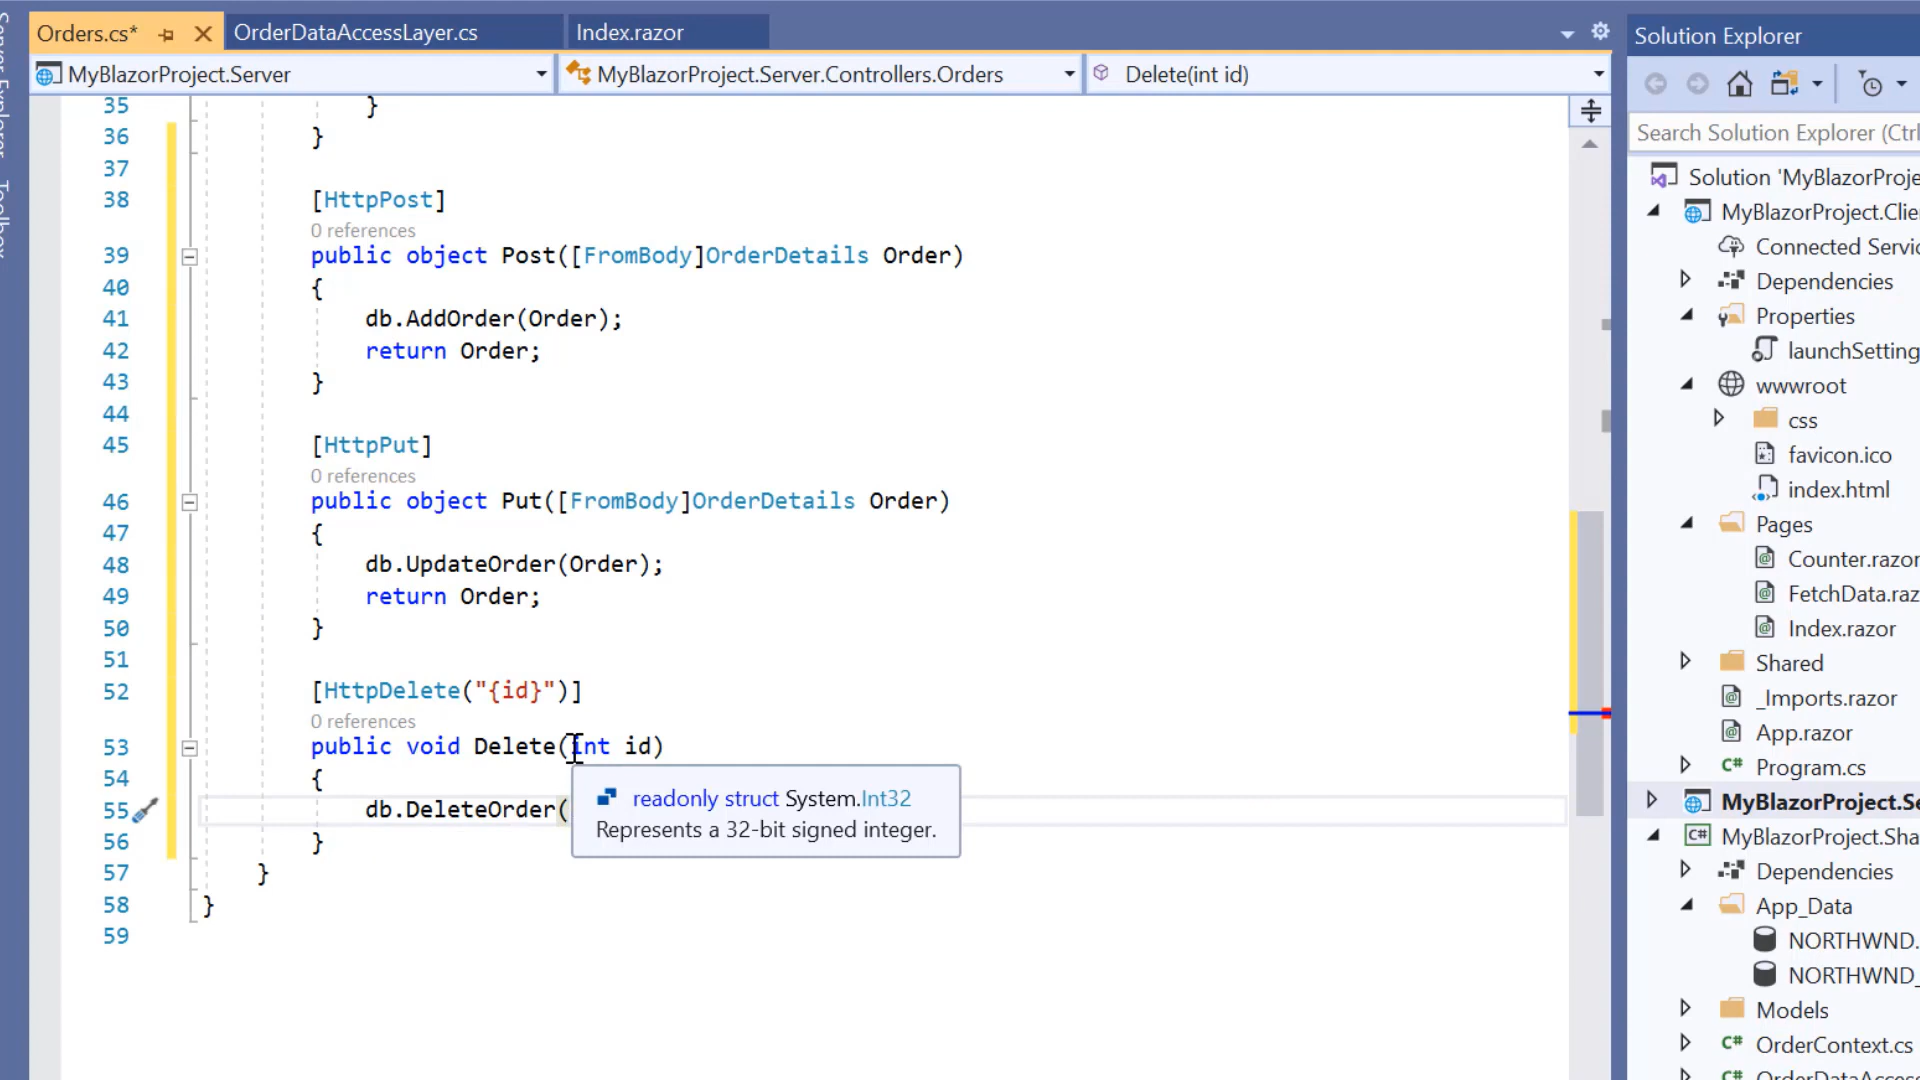 Server Explorer
Toolbox
Orders.cs*
OrderDataAccessLayer.cs
Index.razor
MyBlazorProject.Server
MyBlazorProject.Server.Controllers.Orders
Delete(int id)
35 }
36 }
37
38 [HttpPost]
0 references
39 public object Post([FromBody]OrderDetails Order)
40 {
41 db.AddOrder(Order);
42 return Order;
43 }
44
45 [HttpPut]
0 references
46 public object Put([FromBody]OrderDetails Order)
47 {
48 db.UpdateOrder(Order);
49 return Order;
50 }
51
52 [HttpDelete("{id}")]
0 references
53 public void Delete(int id)
54 {
55 db.DeleteOrder(
56 }
57 }
58 }
59
readonly struct System.Int32
Represents a 32-bit signed integer.
Solution Explorer
Search Solution Explorer (Ctrl
Solution 'MyBlazorProje
MyBlazorProject.Clie
Connected Servic
Dependencies
Properties
launchSetting
wwwroot
css
favicon.ico
index.html
Pages
Counter.razor
FetchData.raz
Index.razor
Shared
_Imports.razor
App.razor
C# Program.cs
MyBlazorProject.Se
C# MyBlazorProject.Sha
Dependencies
App_Data
NORTHWND.
NORTHWND_
Models
C# OrderContext.cs
C# OrderDataAcces